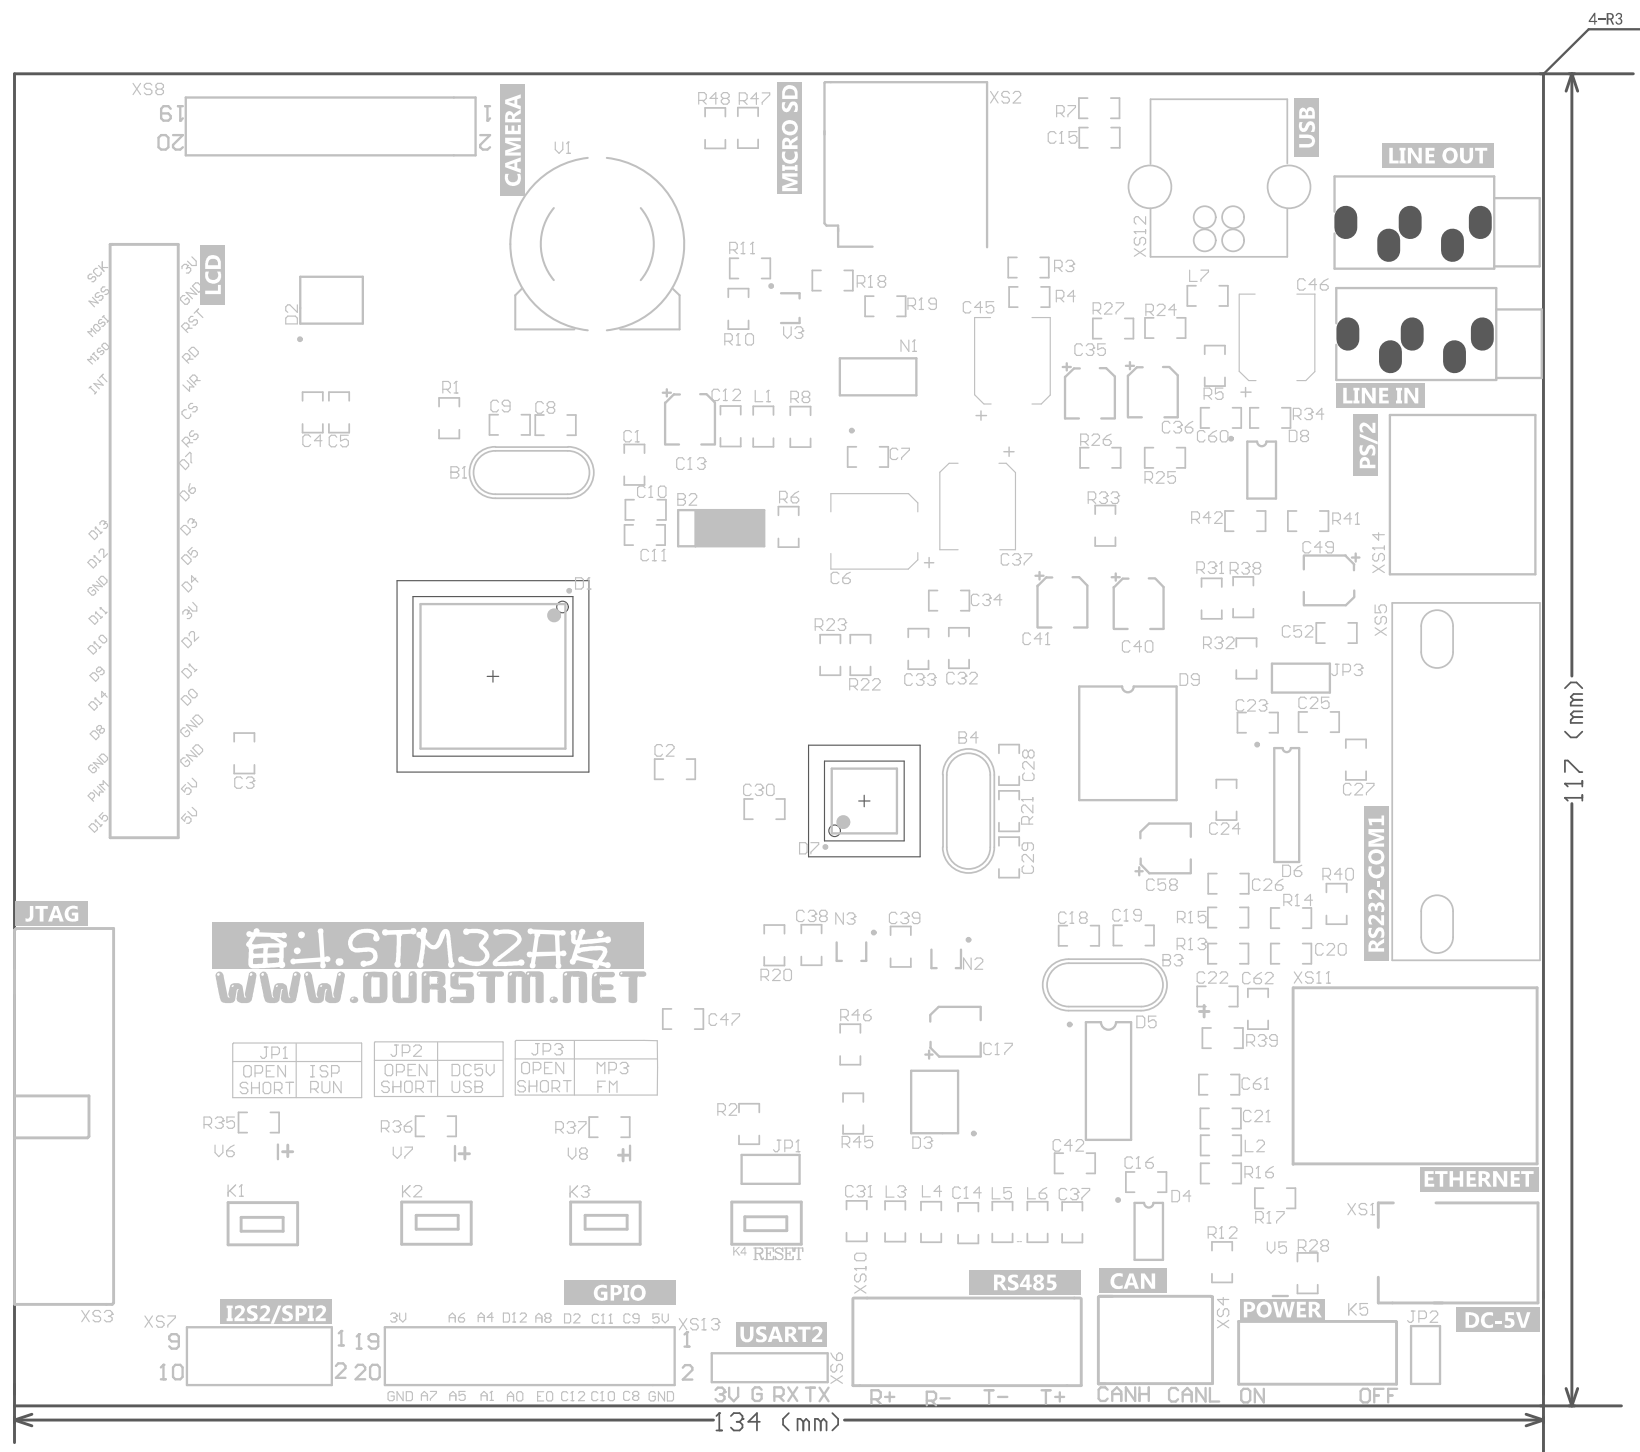 4-R3
XS8
19
1
20
2
CAMERA
V1
R48
R47
MICRO SD
XS2
R7
C15
USB
XS12
LINE OUT
LINE IN
LCD
SCK
NSS
MOSI
MISO
INT
D13
D12
GND
D11
D10
D9
D14
D8
GND
PWM
D15
3V
GND
RST
RD
WR
CS
RS
D7
D6
D3
D5
D4
3V
D2
D1
D0
GND
GND
5V
5V
D2
R11
R10
V3
R18
R19
R3
R4
C45
R27
R24
L7
C46
N1
C35
C36
R5
C60
R34
D8
C4
C5
R1
C9
C8
B1
C1
C13
C12
L1
R8
C7
R26
R25
PS/2
XS14
C10
C11
B2
R6
C6
C37
R33
R42
R41
C49
D1
C34
C41
C40
R31
R38
C52
R32
XS5
R23
R22
C33
C32
JP3
D9
C23
C25
C27
C3
C2
C30
B4
C28
R21
C29
D7
C24
C58
D6
RS232-COM1
C26
R40
R15
R14
R13
C20
JTAG
奋斗.STM32开发
WWW.OURSTM.NET
R20
C38
N3
C39
N2
C18
C19
B3
C22
C62
XS11
C47
R46
C17
D5
R39
JP1
OPEN ISP
SHORT RUN
JP2
OPEN DC5V
SHORT USB
JP3
OPEN MP3
SHORT FM
R35
R36
R37
V6
V7
V8
R2
JP1
R45
D3
C42
C61
C21
L2
R16
C16
D4
ETHERNET
K1
K2
K3
K4 RESET
C31
L3
L4
C14
L5
L6
C37
R17
R12
V5
R28
XS1
DC-5V
XS3
XS7
I2S2/SPI2
9
1
10
2
GPIO
3V A6 A4 D12 A8 D2 C11 C9 5V
XS13
19
1
20
2
GND A7 A5 A1 A0 E0 C12 C10 C8 GND
USART2
XS6
3V G RX TX
XS10
RS485
R+ R- T- T+
CAN
XS4
CANH CANL
POWER
K5
ON OFF
JP2
117 (mm)
134 (mm)